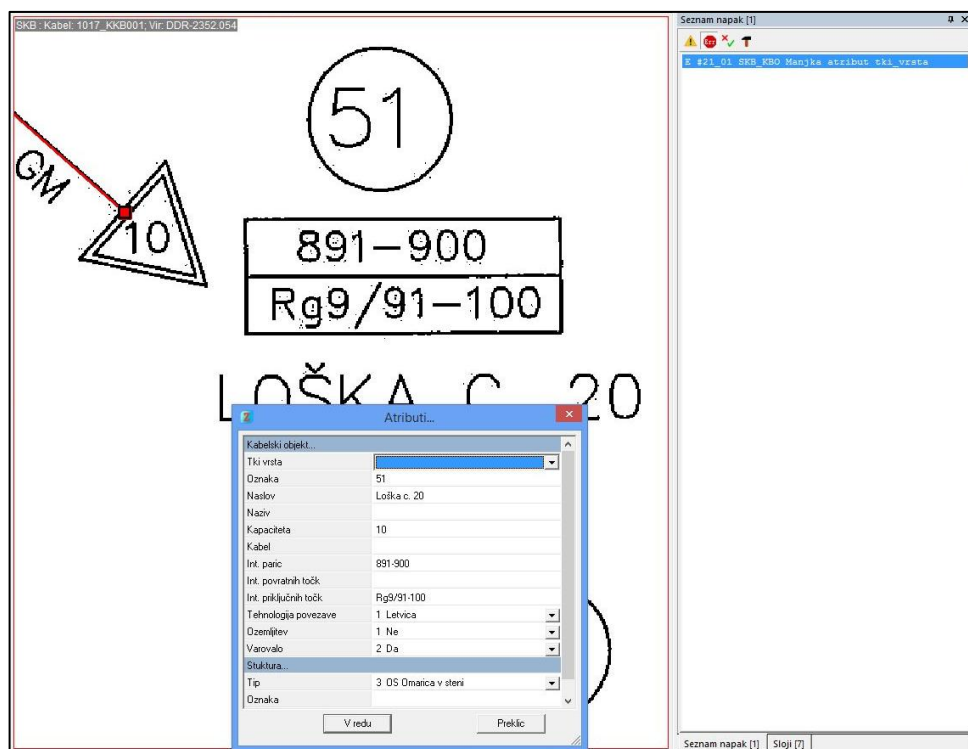 SKB : Kabel: 1017_KKB001; Vir: DDR-2352.054
51
GM
10
891-900
Rg9/91-100
LOŠKA C. 20
Atributi...
Kabelski objekt...
Tki vrsta
Oznaka 51
Naslov Loška c. 20
Naziv
Kapaciteta 10
Kabel
Int. paric 891-900
Int. povratnih točk
Int. priključnih točk Rg9/91-100
Tehnologija povezave 1 Letvica
Ozemljitev 1 Ne
Varovalo 2 Da
Stuktura...
Tip 3 OS Omarica v steni
Oznaka
V redu Preklic
Seznam napak [1]
Err
E #21_01 SKB_KBO Manjka atribut tki_vrsta
Seznam napak [1] Sloji [7]